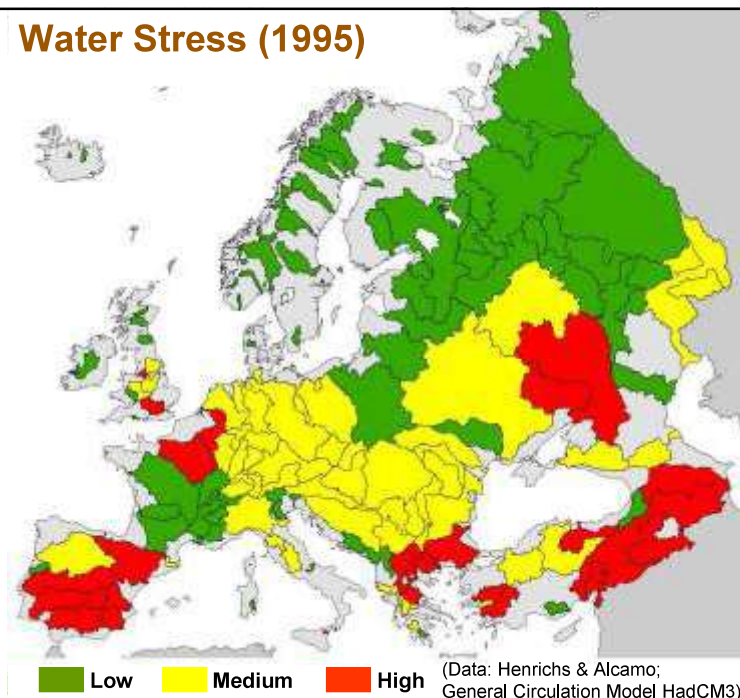 Water Stress (1995)
Low Medium High (Data: Henrichs & Alcamo;
General Circulation Model HadCM3)